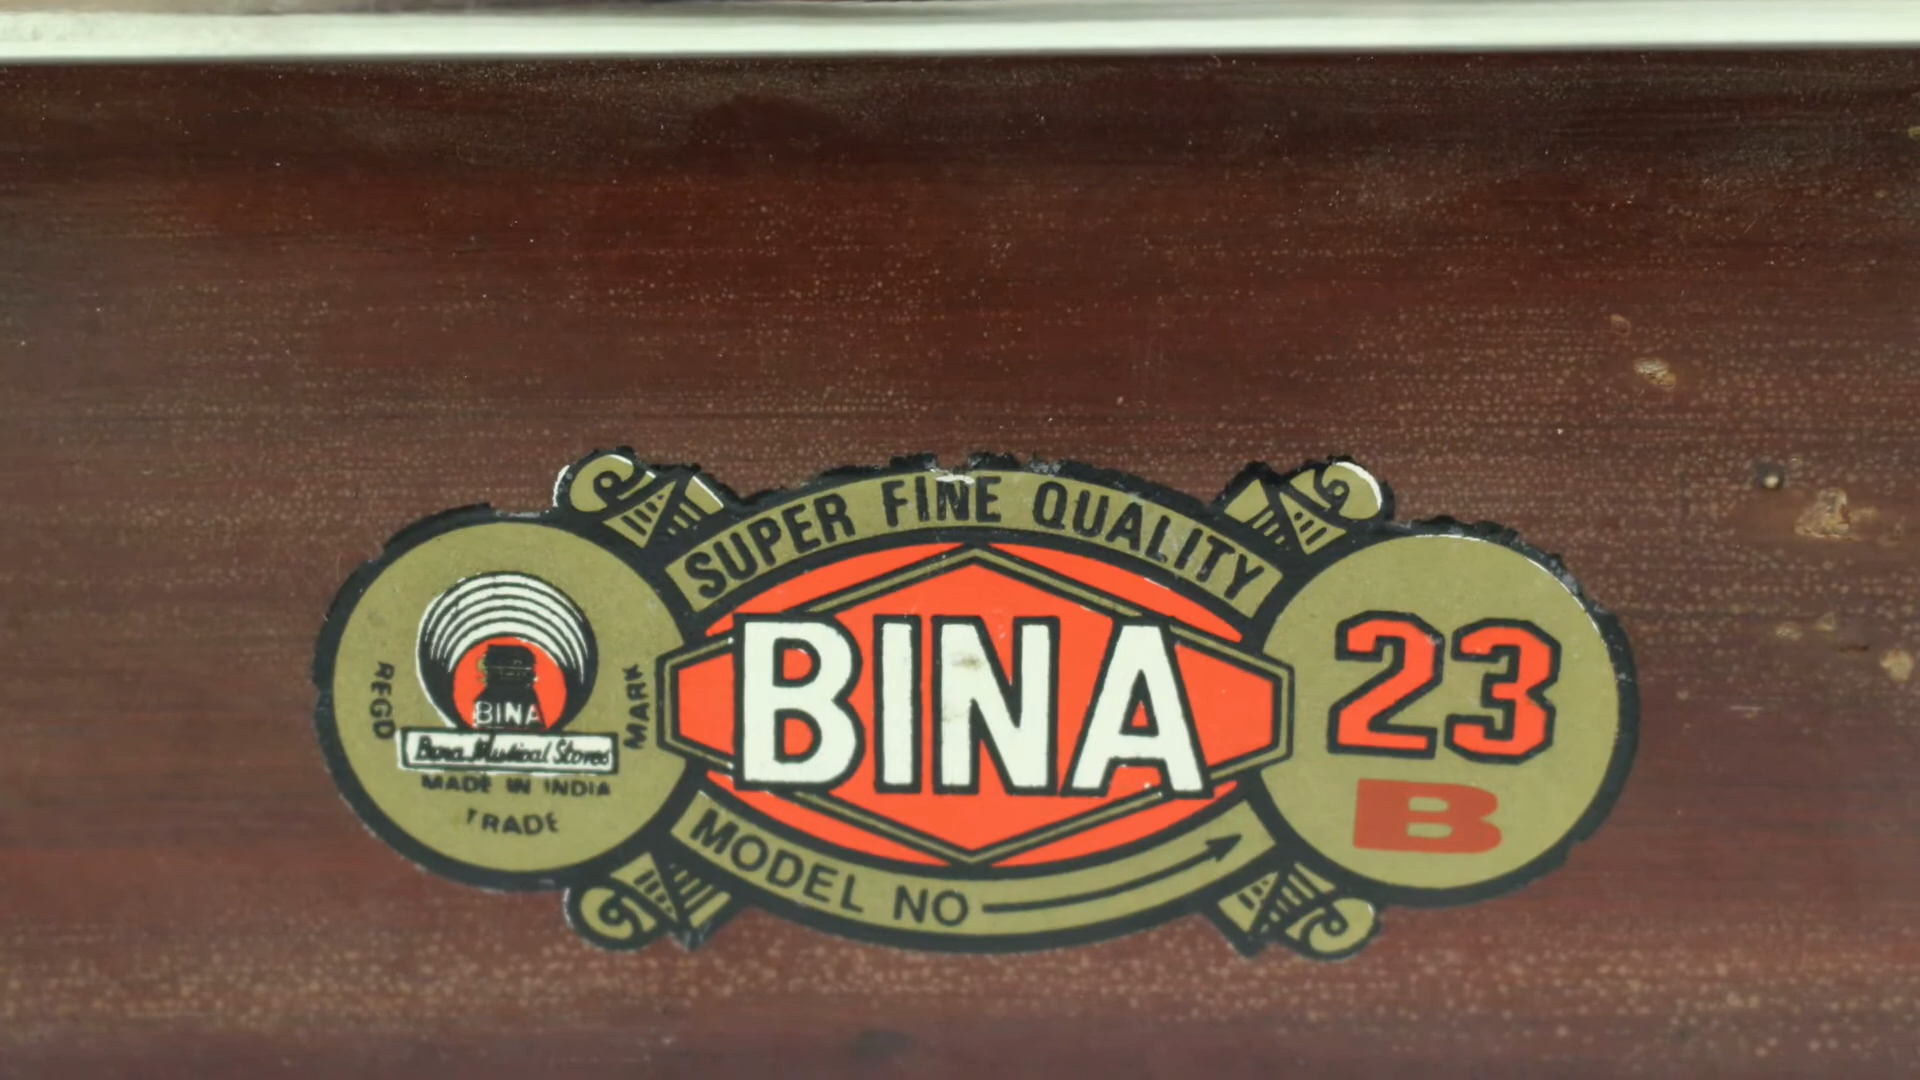 SUPER FINE QUALITY
BINA
MODEL NO
23
B
REGD
MARK
BINA
Bina Musical Stores
MADE IN INDIA
TRADE